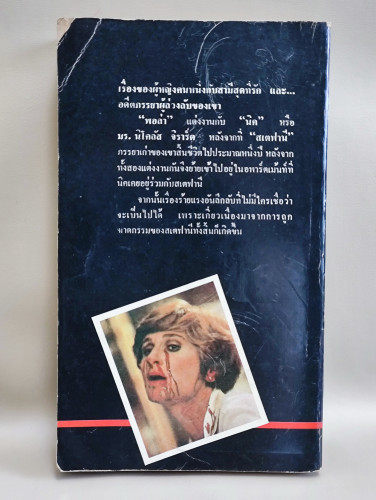 เรื่องของผู้หญิงคนหนึ่งกับสามีสุดที่รัก และ...
อดีตภรรยาผู้ล่วงลับของเขา
"พอล่า" แต่งงานกับ "นิค" หรือ
มร. นิโคลัส จิราร์ด หลังจากที่ "สเตฟานี"
ภรรยาเก่าของเขาสิ้นชีวิตไปประมาณหนึ่งปี หลังจาก
ทั้งสองแต่งงานกันจึงย้ายเข้าไปอยู่ในอพาร์ตเม้นท์ที่
นิคเคยอยู่ร่วมกับสเตฟานี
จากนั้นเรื่องร้ายแรงอันลึกลับที่ไม่มีใครเชื่อว่า
จะเป็นไปได้ เพราะเกี่ยวเนื่องมาจากการถูก
ฆาตกรรมของสเตฟานีทั้งสิ้นก็เกิดขึ้น